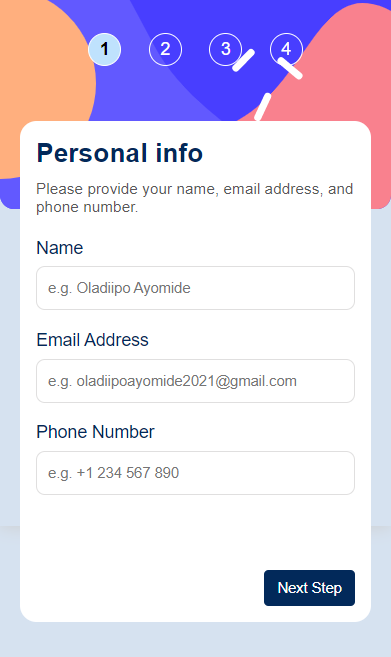 1 2 3 4
Personal info
Please provide your name, email address, and
phone number.
Name
e.g. Oladiipo Ayomide
Email Address
e.g. oladiipoayomide2021@gmail.com
Phone Number
e.g. +1 234 567 890
Next Step